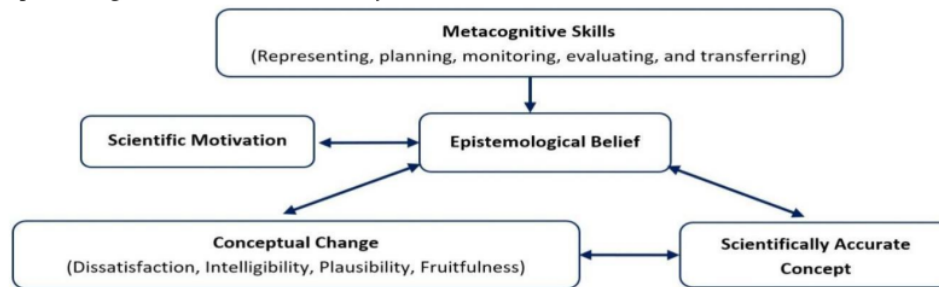 Metacognitive Skills
(Representing, planning, monitoring, evaluating, and transferring)
Scientific Motivation
Epistemological Belief
Conceptual Change
(Dissatisfaction, Intelligibility, Plausibility, Fruitfulness)
Scientifically Accurate
Concept